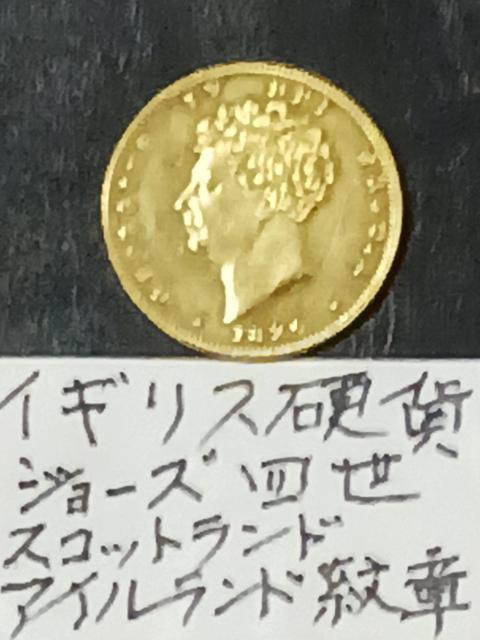 イギリス硬貨
ジョーズ四世
スコットランド
アイルランド紋章